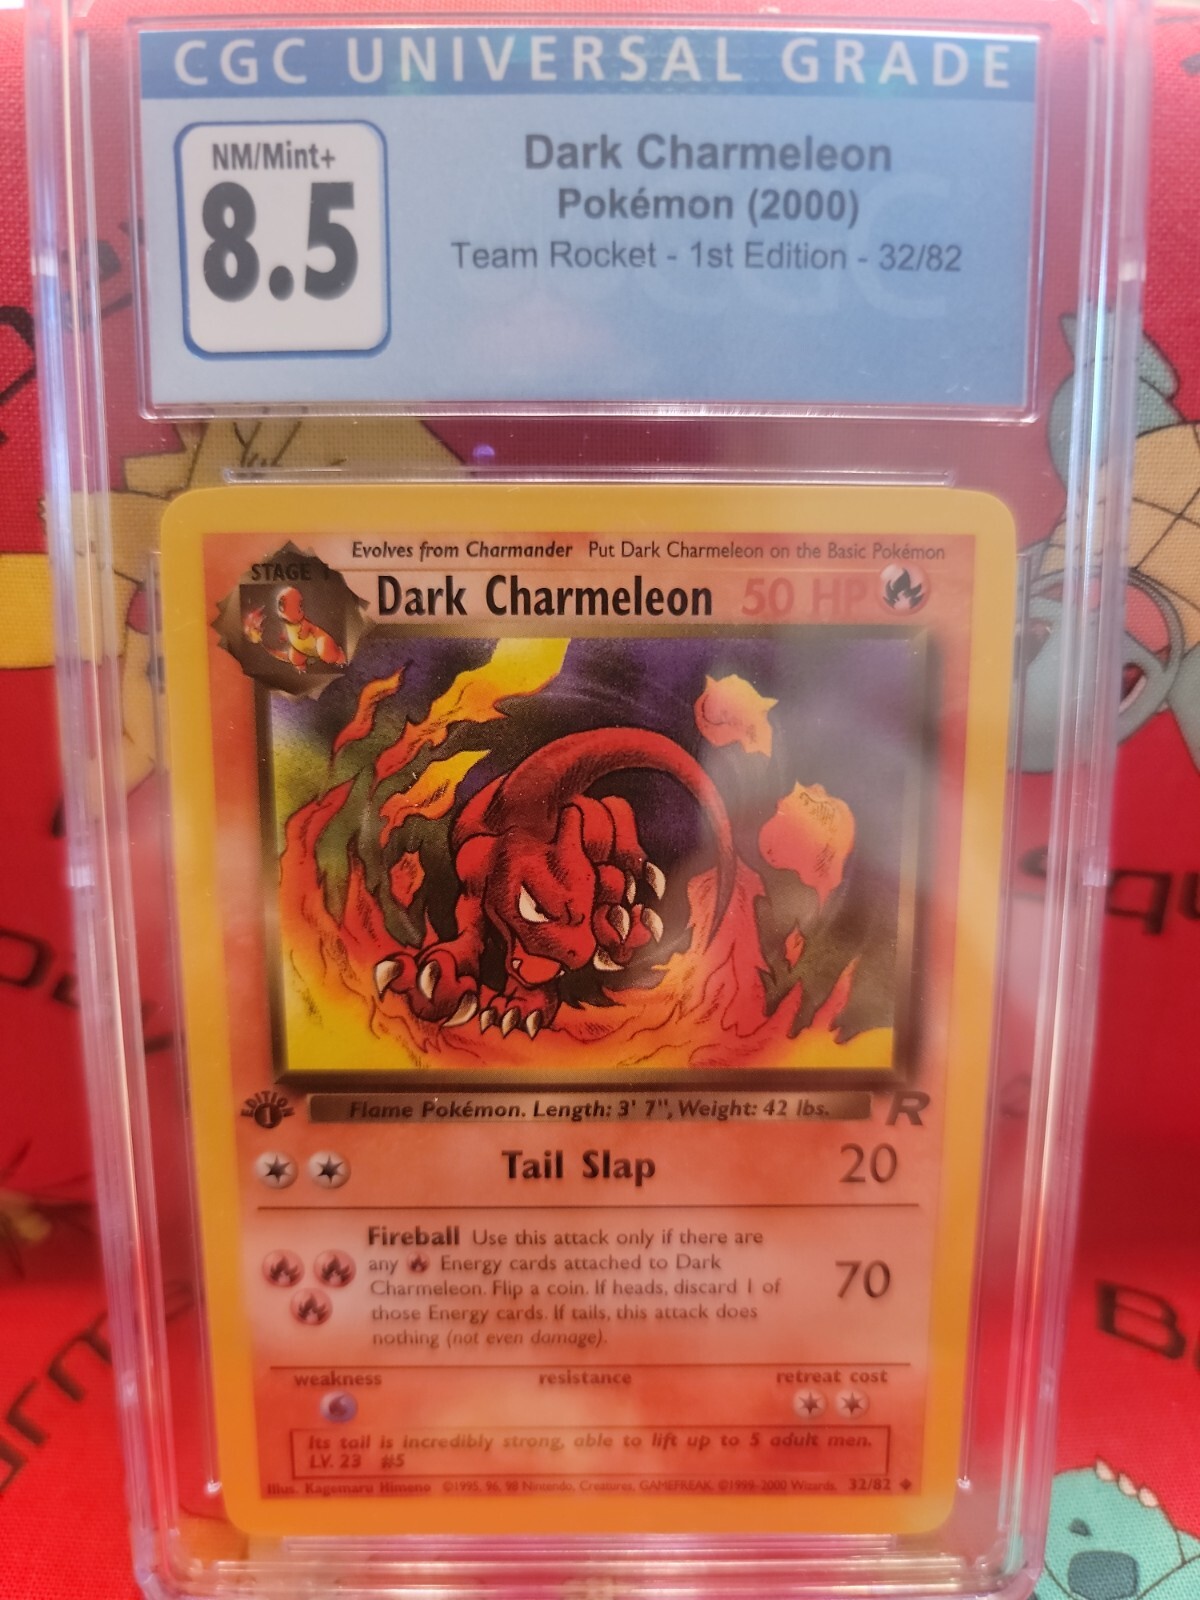 CGC UNIVERSAL GRADE
NM/Mint+
8.5
Dark Charmeleon
Pokémon (2000)
Team Rocket - 1st Edition - 32/82
Evolves from Charmander Put Dark Charmeleon on the Basic Pokémon
STAGE 1
Dark Charmeleon 50 HP
EDITION
1
Flame Pokémon. Length: 3' 7", Weight: 42 lbs.
R
Tail Slap 20
Fireball Use this attack only if there are
any Energy cards attached to Dark
Charmeleon. Flip a coin. If heads, discard 1 of
those Energy cards. If tails, this attack does
nothing (not even damage).
70
weakness resistance retreat cost
Its tail is incredibly strong, able to lift up to 5 adult men.
LV. 23 #5
Illus. Kagemaru Himeno ©1995, 96, 98 Nintendo, Creatures, GAMEFREAK. ©1999-2000 Wizards. 32/82